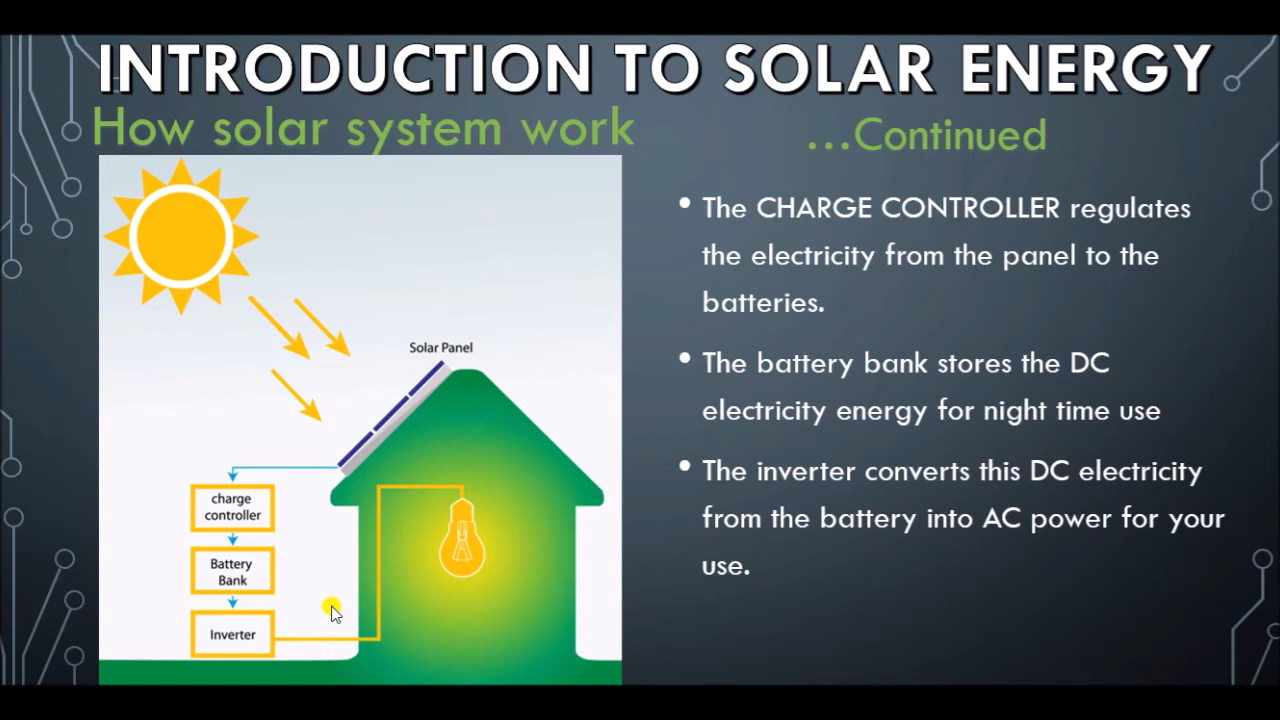 INTRODUCTION TO SOLAR ENERGY
How solar system work
...Continued
Solar Panel
charge
controller
Battery
Bank
Inverter
• The CHARGE CONTROLLER regulates
the electricity from the panel to the
batteries.
• The battery bank stores the DC
electricity energy for night time use
• The inverter converts this DC electricity
from the battery into AC power for your
use.